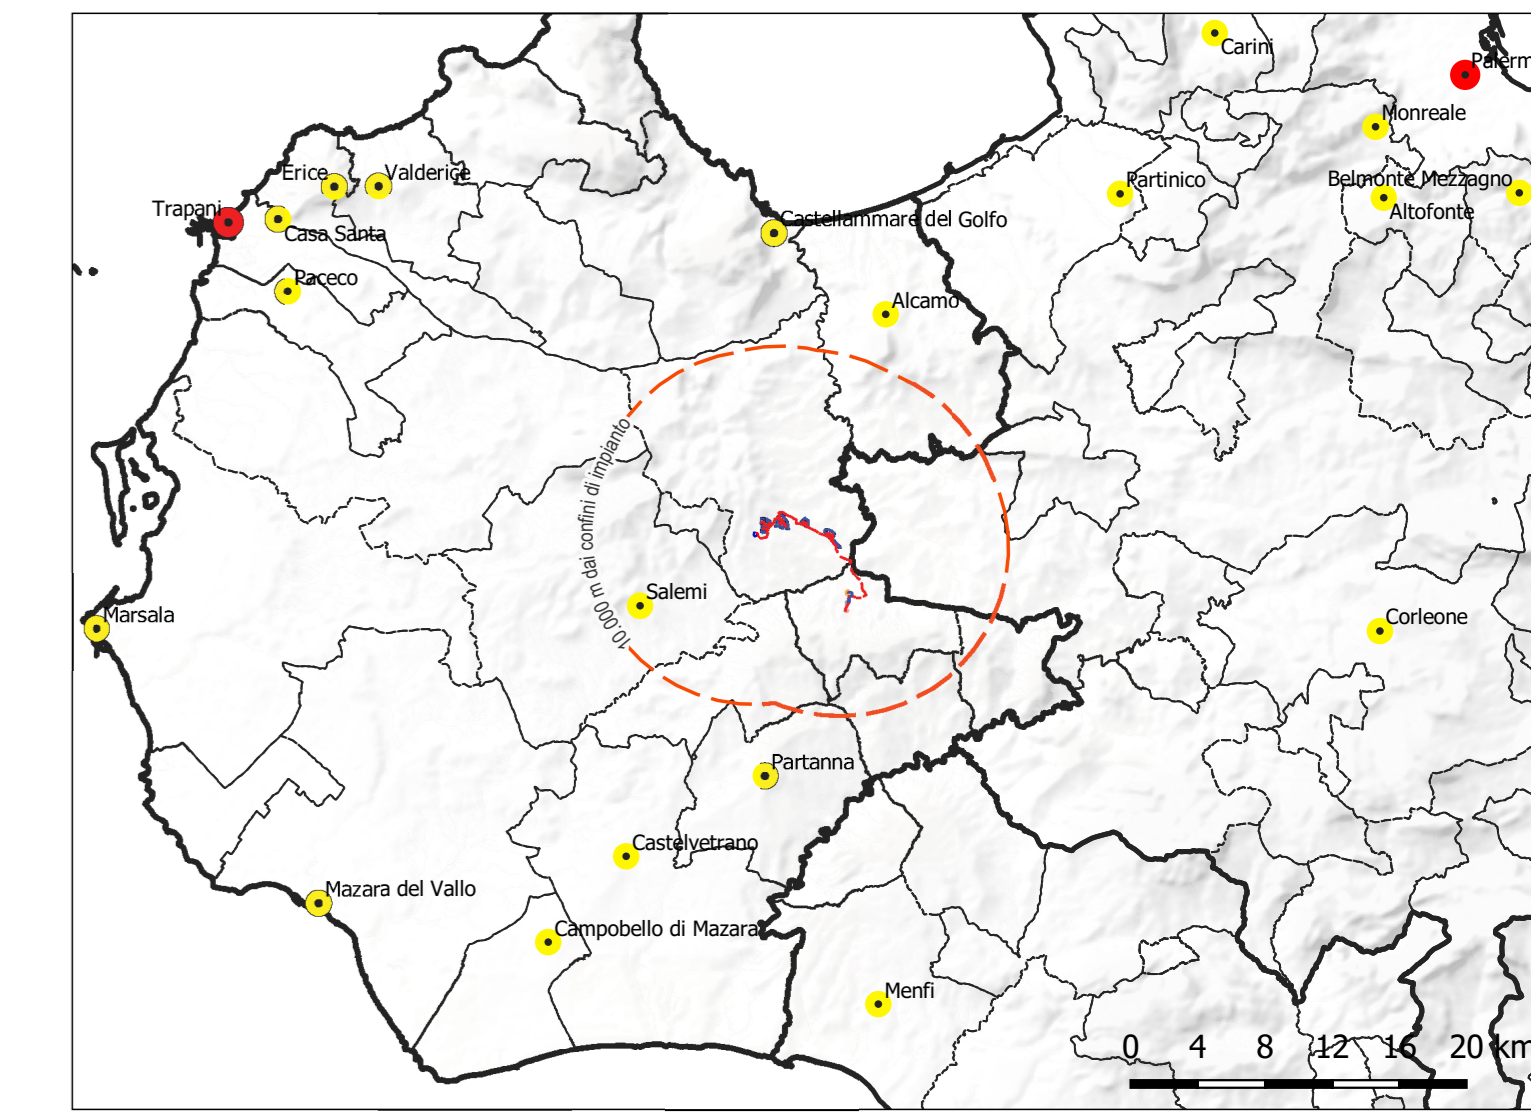 Carini
Palerm
Monreale
Erice
Valderice
Partinico
Belmonte Mezzagno
Trapani
Altofonte
Castellammare del Golfo
Casa Santa
Paceco
Alcamo
10.000 m dai confini di impianto
Salemi
Marsala
Corleone
Partanna
Castelvetrano
Mazara del Vallo
Campobello di Mazara
Menfi
0 4 8 12 16 20 km